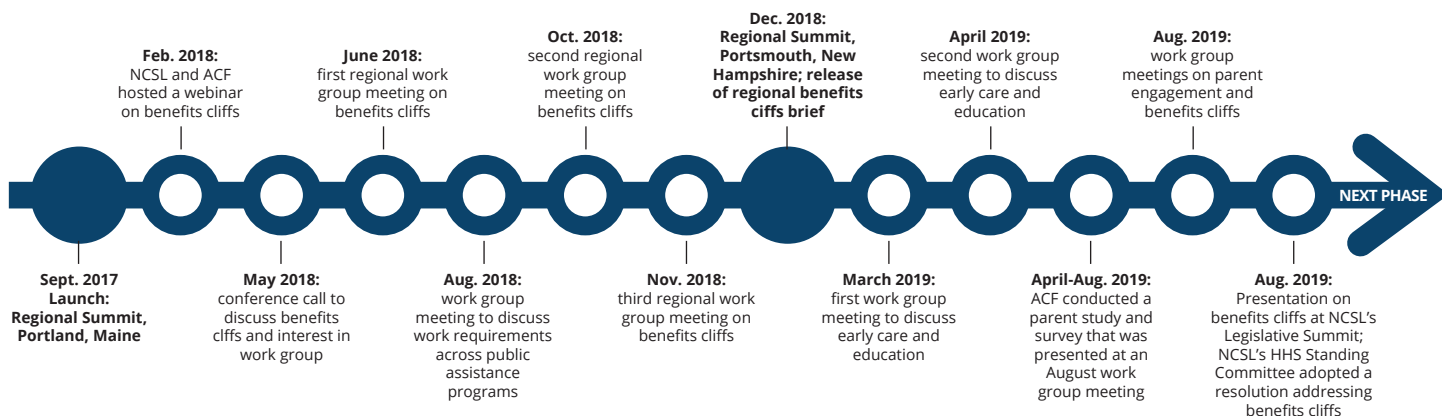 Sept. 2017
Launch:
Regional Summit,
Portland, Maine
Feb. 2018:
NCSL and ACF
hosted a webinar
on benefits cliffs
May 2018:
conference call to
discuss benefits
clffs and interest in
work group
June 2018:
first regional work
group meeting on
benefits cliffs
Aug. 2018:
work group
meeting to discuss
work requirements
across public
assistance
programs
Oct. 2018:
second regional
work group
meeting on
benefits cliffs
Nov. 2018:
third regional work
group meeting on
benefits cliffs
Dec. 2018:
Regional Summit,
Portsmouth, New
Hampshire; release
of regional benefits
ciffs brief
March 2019:
first work group
meeting to discuss
early care and
education
April 2019:
second work group
meeting to discuss
early care and
education
April-Aug. 2019:
ACF conducted a
parent study and
survey that was
presented at an
August work
group meeting
Aug. 2019:
work group
meetings on parent
engagement and
benefits cliffs
Aug. 2019:
Presentation on
benefits cliffs at NCSL’s
Legislative Summit;
NCSL’s HHS Standing
Committee adopted a
resolution addressing
benefits cliffs
NEXT PHASE